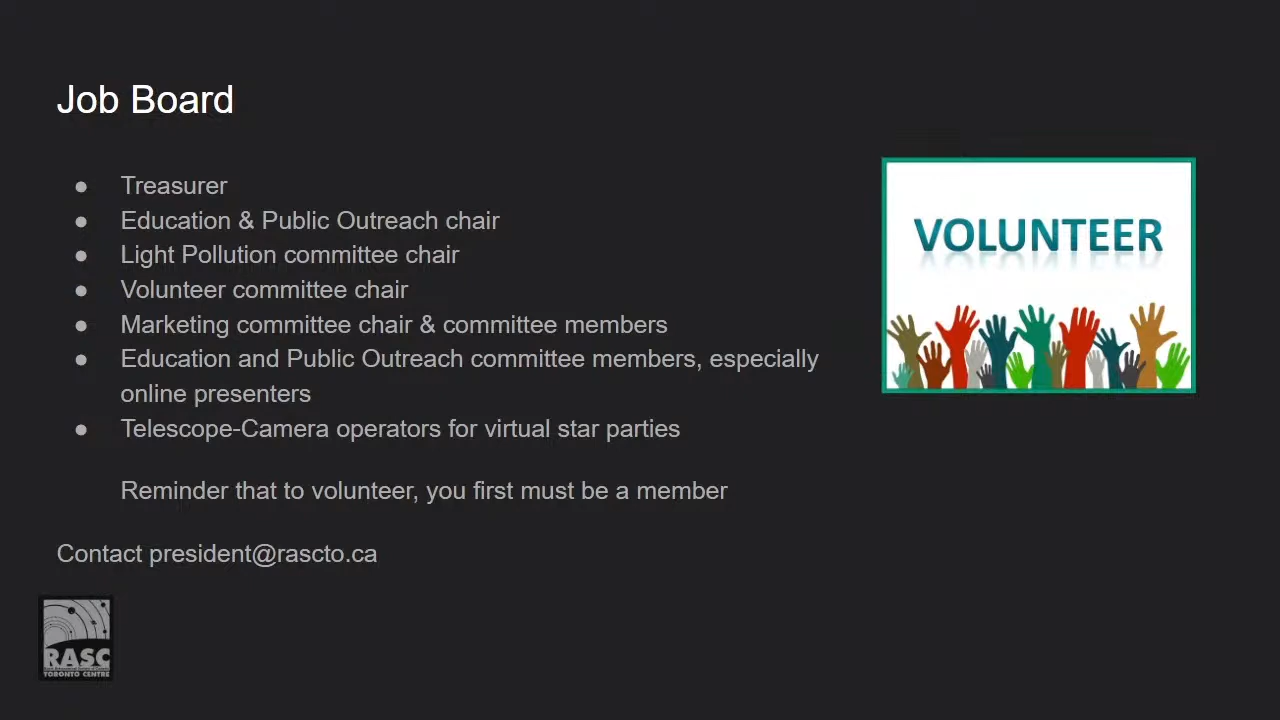 Job Board
● Treasurer
● Education & Public Outreach chair
● Light Pollution committee chair
● Volunteer committee chair
● Marketing committee chair & committee members
● Education and Public Outreach committee members, especially
online presenters
● Telescope-Camera operators for virtual star parties
Reminder that to volunteer, you first must be a member
Contact president@rascto.ca
VOLUNTEER
RASC
TORONTO CENTRE